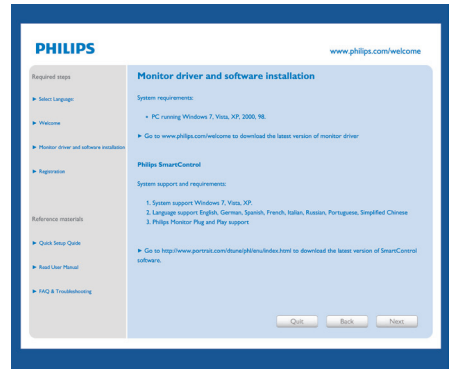 PHILIPS
www.philips.com/welcome
Required steps
► Select Language
► Welcome
► Monitor driver and software installation
► Registration
Reference materials
► Quick Setup Guide
► Read User Manual
► FAQ & Troubleshooting
Monitor driver and software installation
System requirements:
• PC running Windows 7, Vista, XP, 2000, 98.
► Go to www.philips.com/welcome to download the latest version of monitor driver
Philips SmartControl
System support and requirements:
1. System support Windows 7, Vista, XP.
2. Language support English, German, Spanish, French, Italian, Russian, Portuguese, Simplified Chinese
3. Philips Monitor Plug and Play support
► Go to http://www.portrait.com/dtune/phl/enu/index.html to download the latest version of SmartControl
software.
Quit
Back
Next